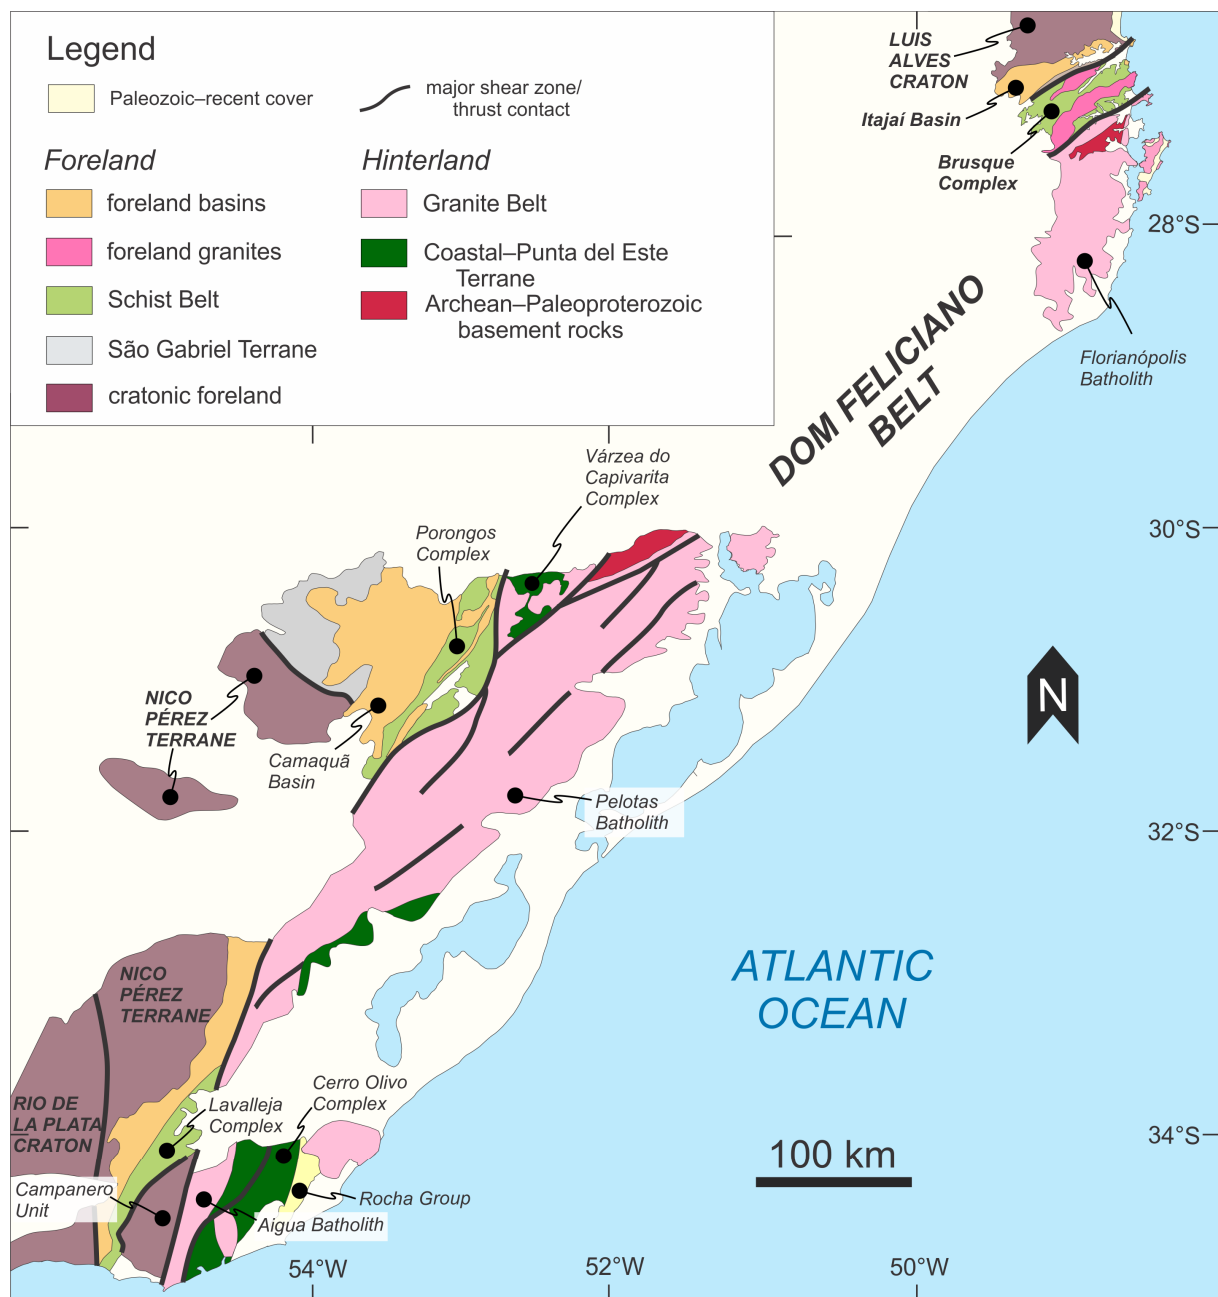 Legend
Paleozoic–recent cover
major shear zone/
thrust contact
Foreland
Hinterland
foreland basins
Granite Belt
foreland granites
Coastal–Punta del Este
Terrane
Schist Belt
Archean–Paleoproterozoic
basement rocks
São Gabriel Terrane
cratonic foreland
LUIS
ALVES
CRATON
Itajaí Basin
Brusque
Complex
28°S
Florianópolis
Batholith
DOM FELICIANO
BELT
Várzea do
Capivarita
Complex
Porongos
Complex
30°S
N
NICO
PÉREZ
TERRANE
Camaquã
Basin
Pelotas
Batholith
32°S
ATLANTIC
OCEAN
NICO
PÉREZ
TERRANE
RIO DE
LA PLATA
CRATON
Lavalleja
Complex
Cerro Olivo
Complex
34°S
100 km
Campanero
Unit
Rocha Group
Aigua Batholith
54°W
52°W
50°W